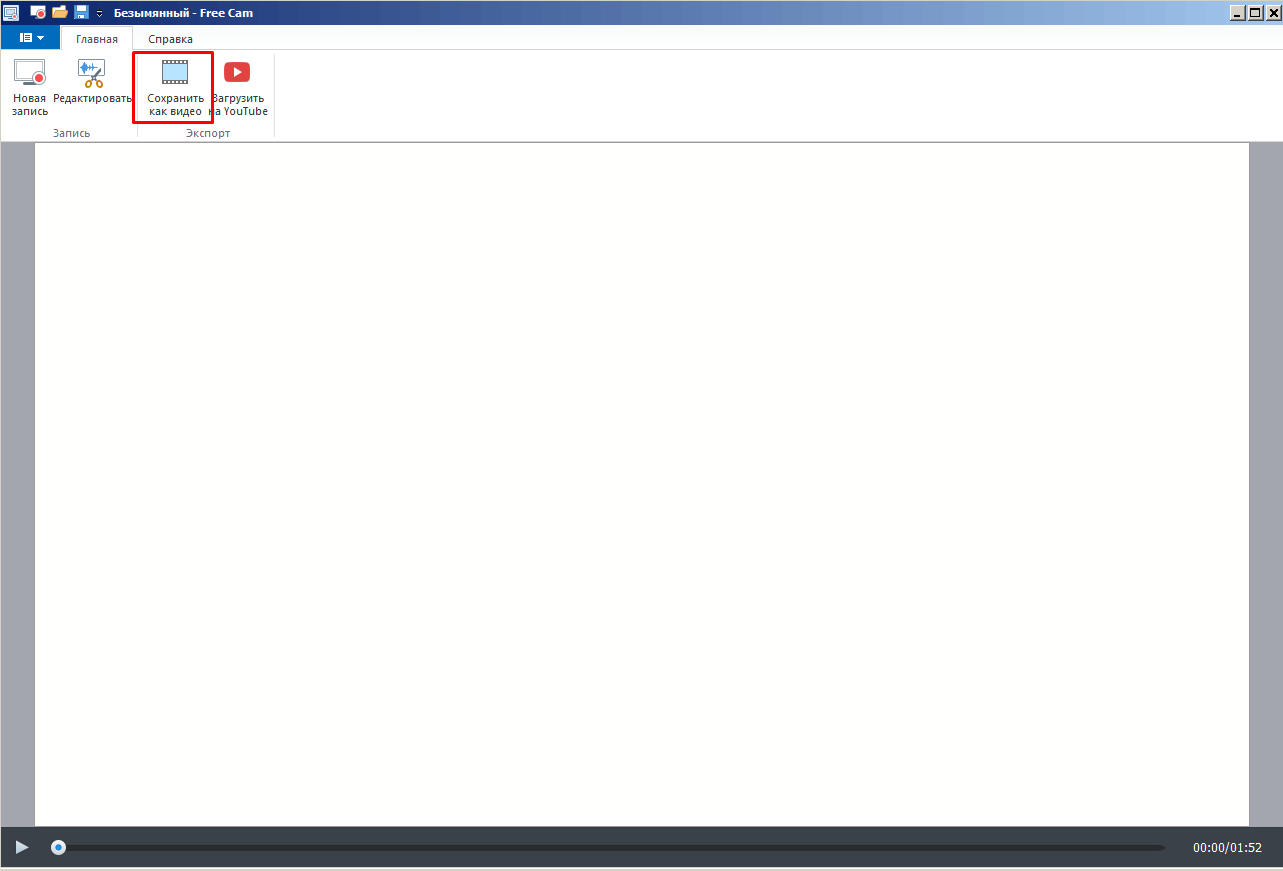 Безымянный - Free Cam
Главная
Справка
Новая
запись
Редактировать
Сохранить
как видео
Загрузить
на YouTube
Запись
Экспорт
00:00/01:52